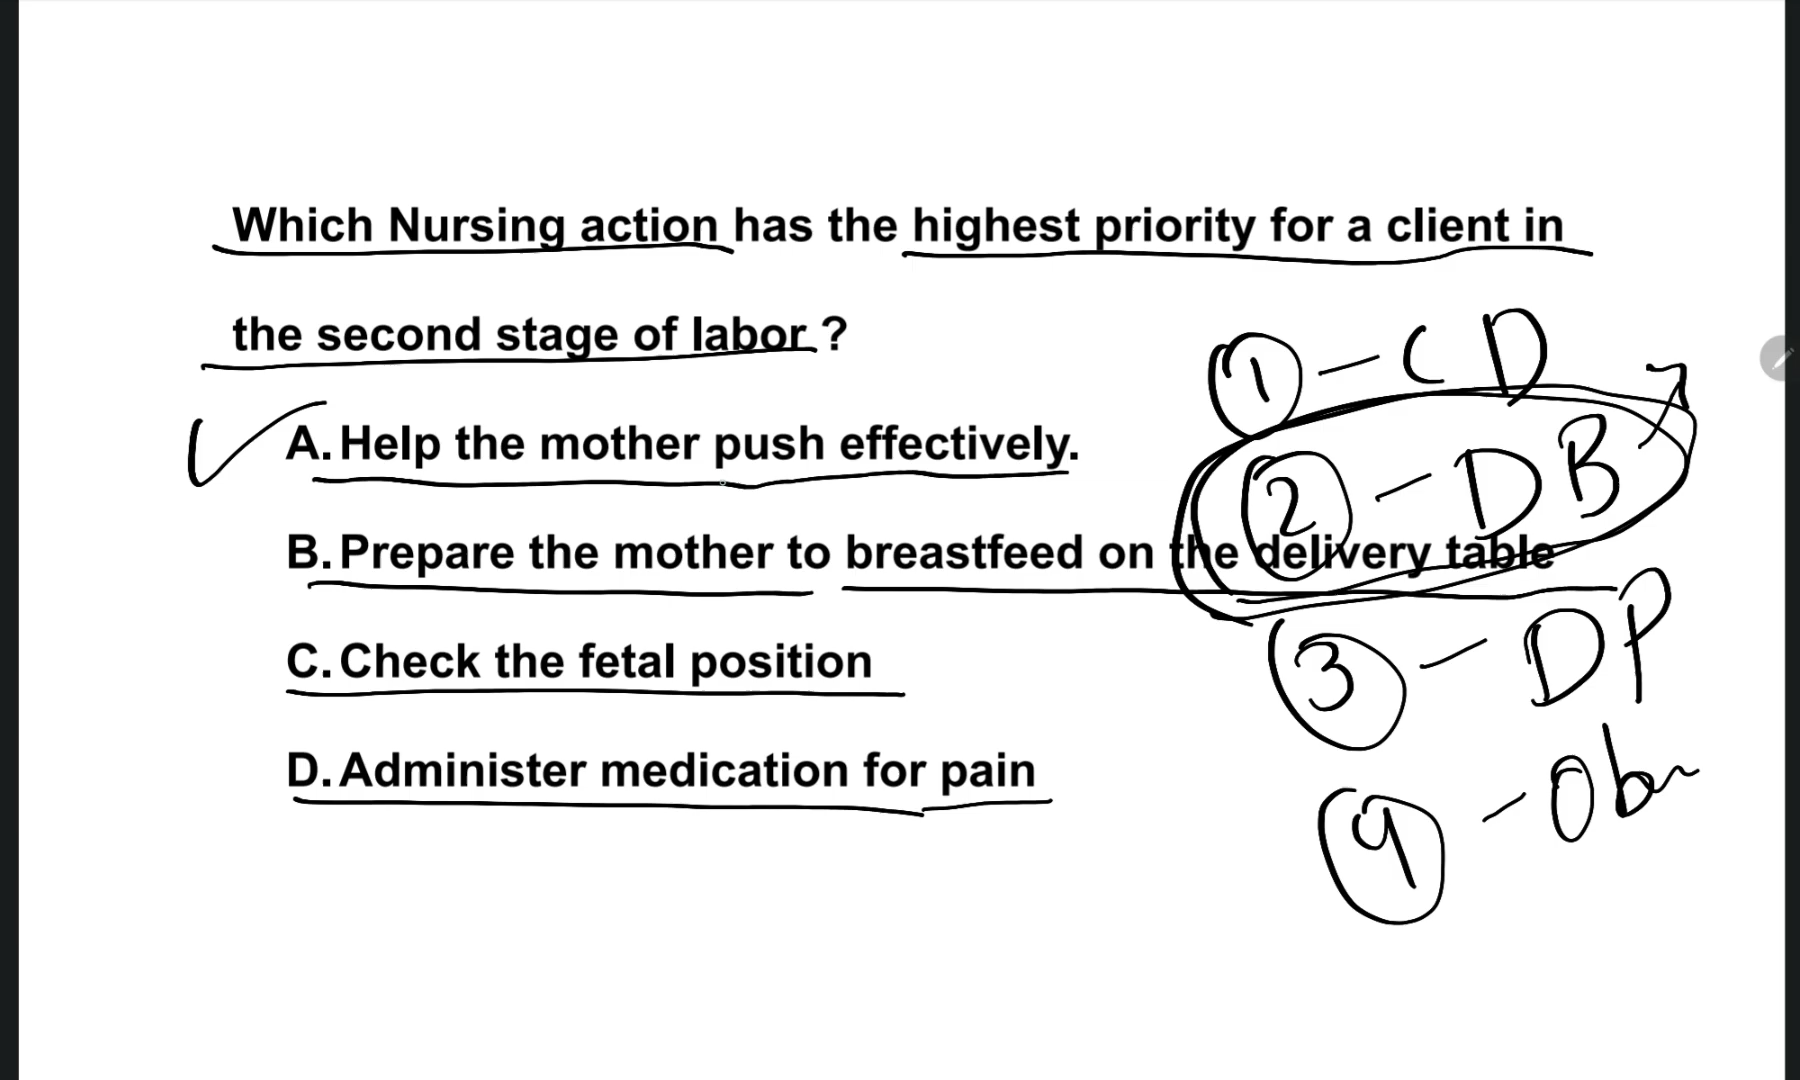 Which Nursing action has the highest priority for a client in
the second stage of labor ?
A. Help the mother push effectively.
B. Prepare the mother to breastfeed on the delivery table
C. Check the fetal position
D. Administer medication for pain
1 - CD
2 - DB
3 - DP
4 - Ob